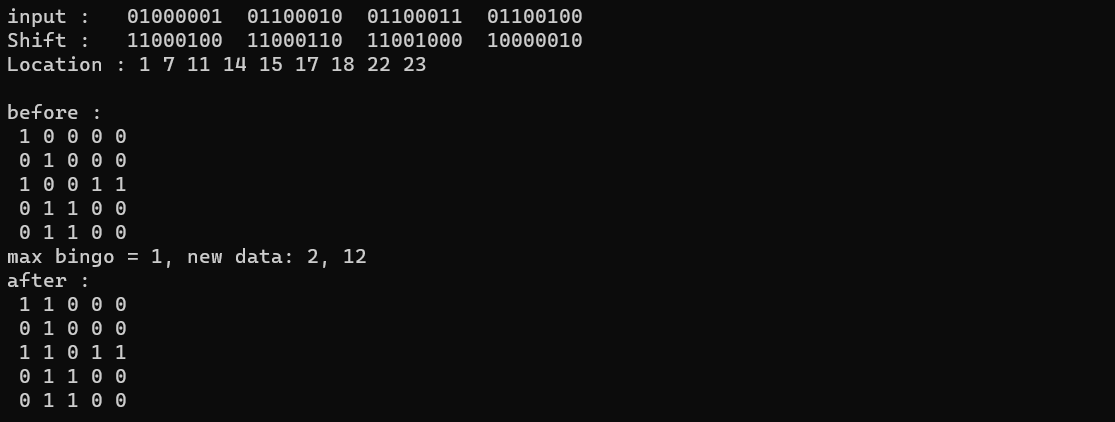 input :   01000001  01100010  01100011  01100100
Shift :   11000100  11000110  11001000  10000010
Location : 1 7 11 14 15 17 18 22 23
before :
1 0 0 0 0
0 1 0 0 0
1 0 0 1 1
0 1 1 0 0
0 1 1 0 0
max bingo = 1, new data: 2, 12
after :
1 1 0 0 0
0 1 0 0 0
1 1 0 1 1
0 1 1 0 0
0 1 1 0 0